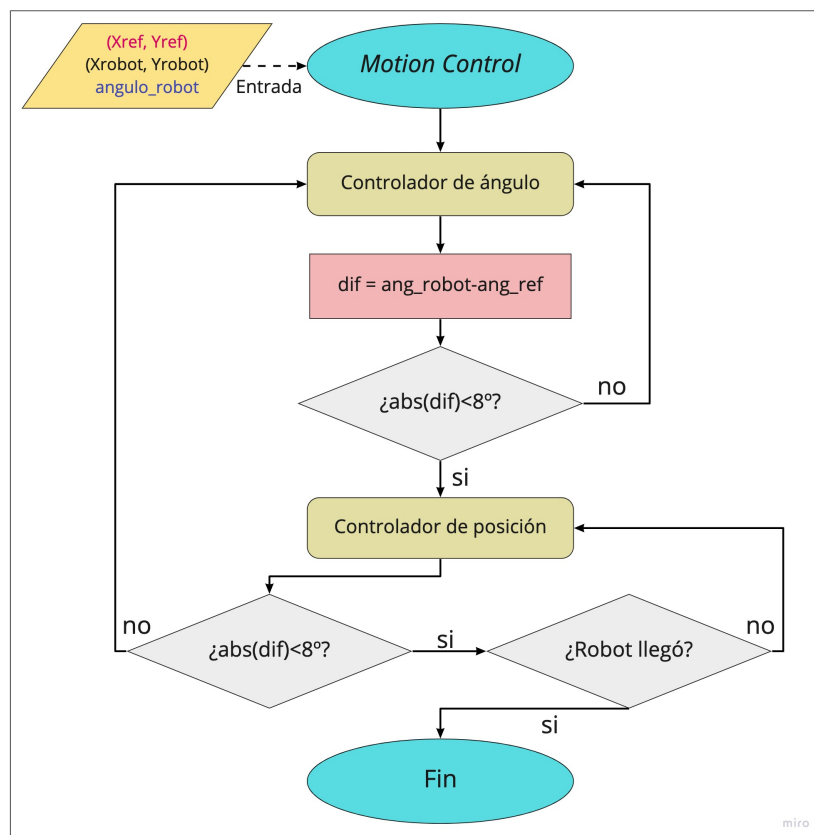 (Xref, Yref)
(Xrobot, Yrobot)
angulo_robot
Entrada
Motion Control
Controlador de ángulo
dif = ang_robot-ang_ref
¿abs(dif)<8º?
no
si
Controlador de posición
no
¿abs(dif)<8º?
si
¿Robot llegó?
no
si
Fin
miro